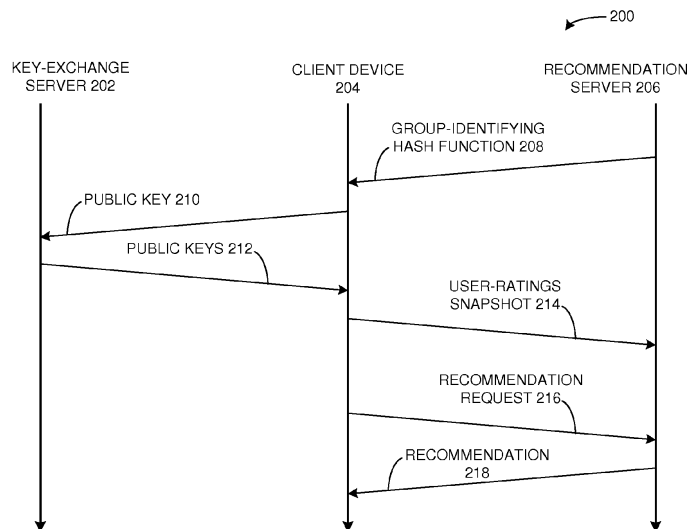 200
KEY-EXCHANGE
SERVER 202
CLIENT DEVICE
204
RECOMMENDATION
SERVER 206
GROUP-IDENTIFYING
HASH FUNCTION 208
PUBLIC KEY 210
PUBLIC KEYS 212
USER-RATINGS
SNAPSHOT 214
RECOMMENDATION
REQUEST 216
RECOMMENDATION
218